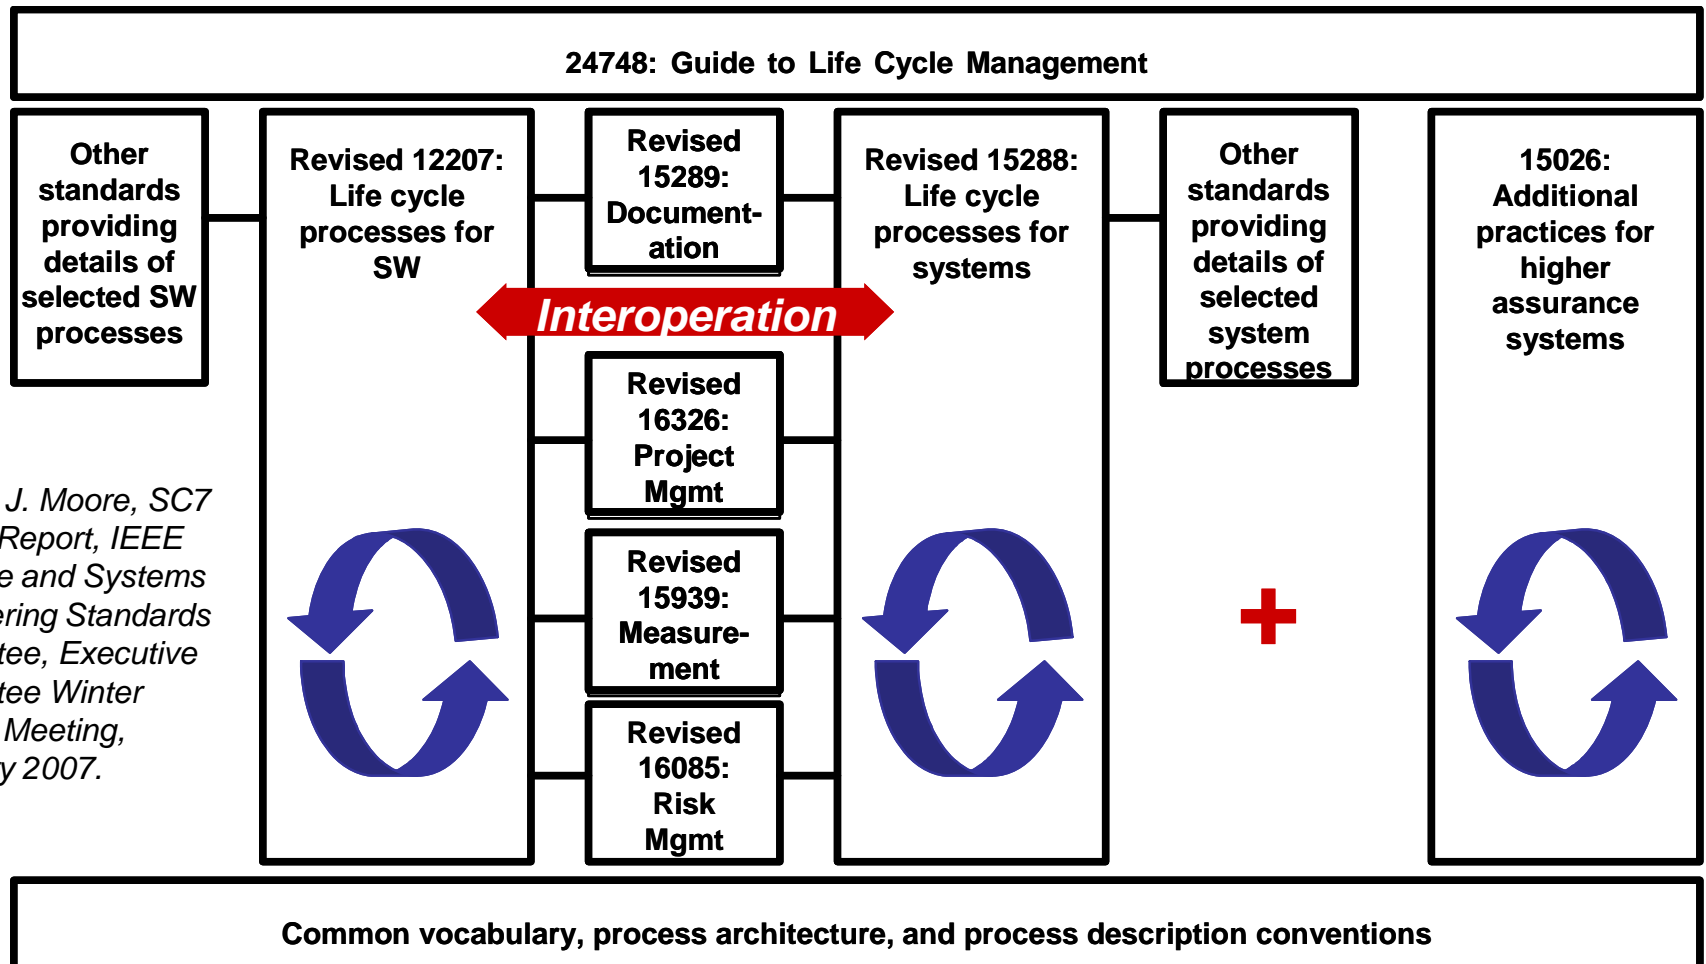 24748: Guide to Life Cycle Management
Other
standards
providing
details of
selected SW
processes
Revised 12207:
Life cycle
processes for
SW
Revised
15289:
Document-
ation
Revised 15288:
Life cycle
processes for
systems
Other
standards
providing
details of
selected
system
processes
15026:
Additional
practices for
higher
assurance
systems
Interoperation
Revised
16326:
Project
Mgmt
Revised
15939:
Measure-
ment
Revised
16085:
Risk
Mgmt
+
J. Moore, SC7
Report, IEEE
e and Systems
ering Standards
tee, Executive
tee Winter
Meeting,
y 2007.
Common vocabulary, process architecture, and process description conventions